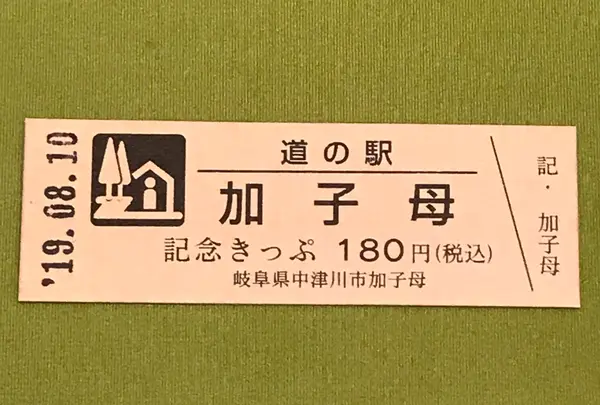 '19.08.10
道の駅
加子母
記念きっぷ 180円(税込)
岐阜県中津川市加子母
記・加子母